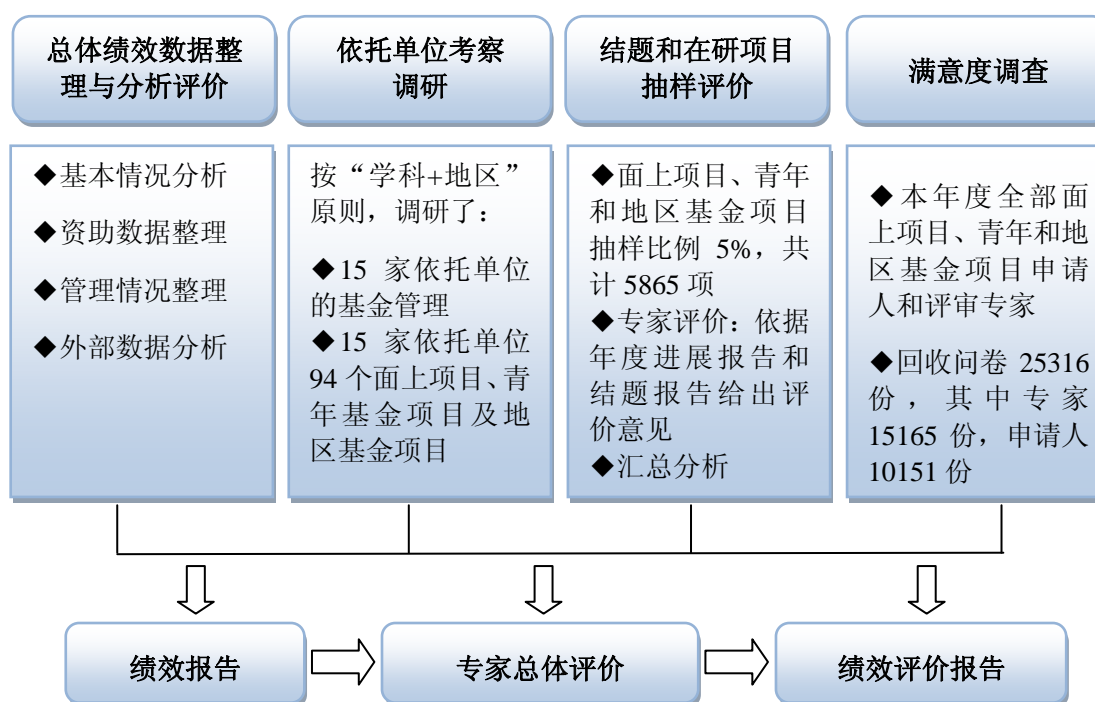 总体绩效数据整
理与分析评价
依托单位考察
调研
结题和在研项目
抽样评价
满意度调查
◆基本情况分析
◆资助数据整理
◆管理情况整理
◆外部数据分析
按“学科+地区”
原则，调研了：
◆15 家依托单位
的基金管理
◆15 家依托单位
94 个面上项目、青
年基金项目及地
区基金项目
◆面上项目、青年
和地区基金项目
抽样比例 5%，共
计 5865 项
◆专家评价：依据
年度进展报告和
结题报告给出评
价意见
◆汇总分析
◆本年度全部面
上项目、青年和地
区基金项目申请
人和评审专家
◆回收问卷 25316
份，其中专家
15165 份，申请人
10151 份
绩效报告
专家总体评价
绩效评价报告